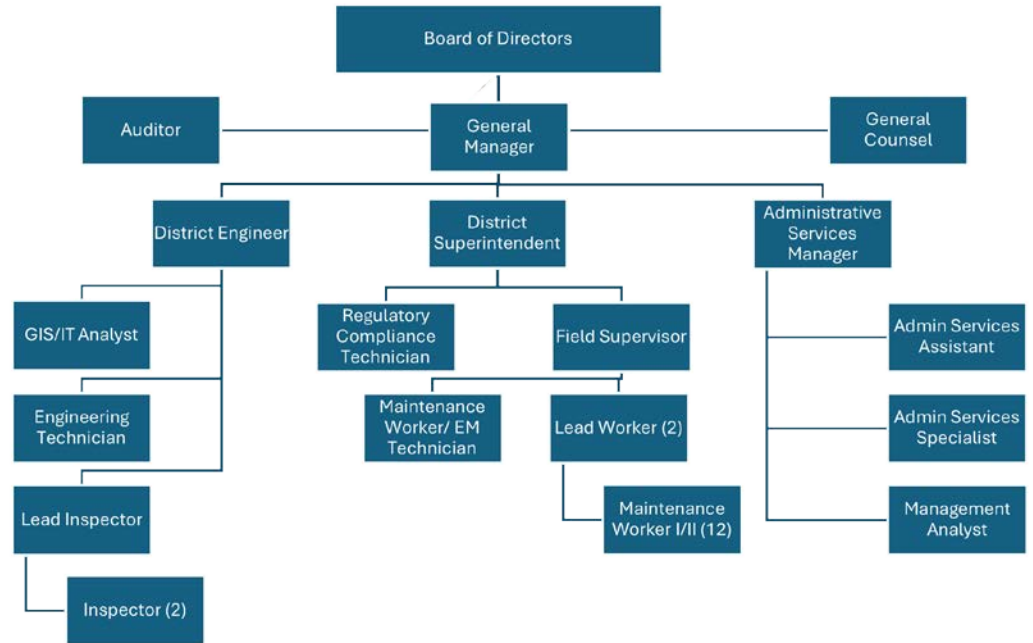 Board of Directors
Auditor
General
Manager
General
Counsel
District Engineer
District
Superintendent
Administrative
Services
Manager
GIS/IT Analyst
Regulatory
Compliance
Technician
Field Supervisor
Admin Services
Assistant
Engineering
Technician
Maintenance
Worker/ EM
Technician
Lead Worker (2)
Admin Services
Specialist
Lead Inspector
Maintenance
Worker I/II (12)
Management
Analyst
Inspector (2)